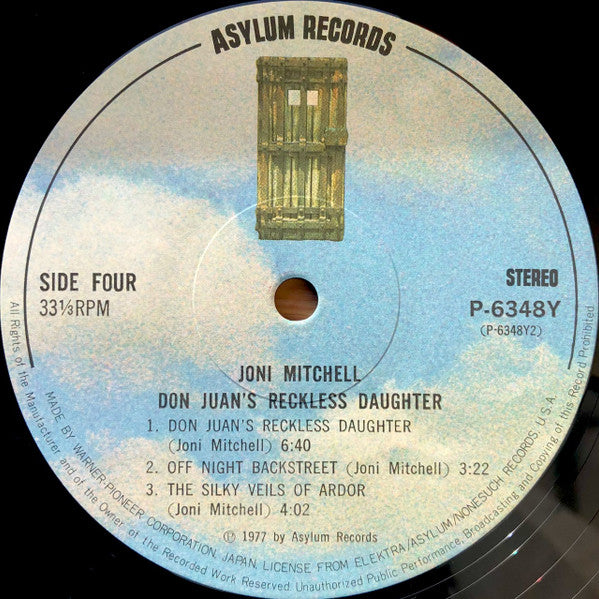 ASYLUM RECORDS
SIDE FOUR
33⅓RPM
STEREO
P-6348Y
(P-6348Y2)
JONI MITCHELL
DON JUAN'S RECKLESS DAUGHTER
1. DON JUAN'S RECKLESS DAUGHTER
(Joni Mitchell) 6:40
2. OFF NIGHT BACKSTREET (Joni Mitchell) 3:22
3. THE SILKY VEILS OF ARDOR
(Joni Mitchell) 4:02
℗ 1977 by Asylum Records
MADE BY WARNER-PIONEER CORPORATION, JAPAN, LICENSE FROM ELEKTRA/ASYLUM/NONESUCH RECORDS, U.S.A.
All Rights of the Manufacturer and of the Owner of the Recorded Work Reserved. Unauthorized Public Performance, Broadcasting and Copying of this Record Prohibited.